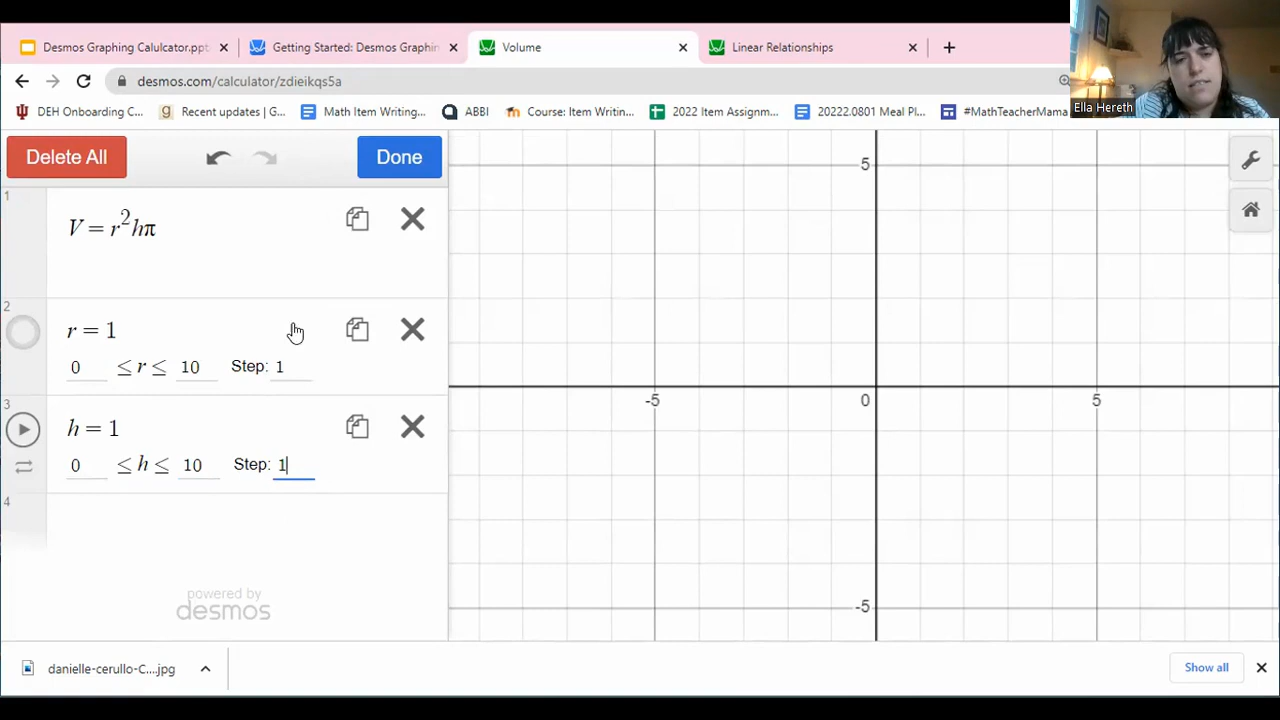 Desmos Graphing Calulcator.ppt
Getting Started: Desmos Graphin
Volume
Linear Relationships
desmos.com/calculator/zdieikqs5a
DEH Onboarding C...
Recent updates | G...
Math Item Writing...
ABBI
Course: Item Writin...
2022 Item Assignm...
20222.0801 Meal Pl...
#MathTeacherMama
Ella Hereth
Delete All
Done
1
V = r²hπ
2
r = 1
0 ≤ r ≤ 10 Step: 1
3
h = 1
0 ≤ h ≤ 10 Step: 1
4
powered by
desmos
5
-5 0 5
-5
danielle-cerullo-C....jpg
Show all